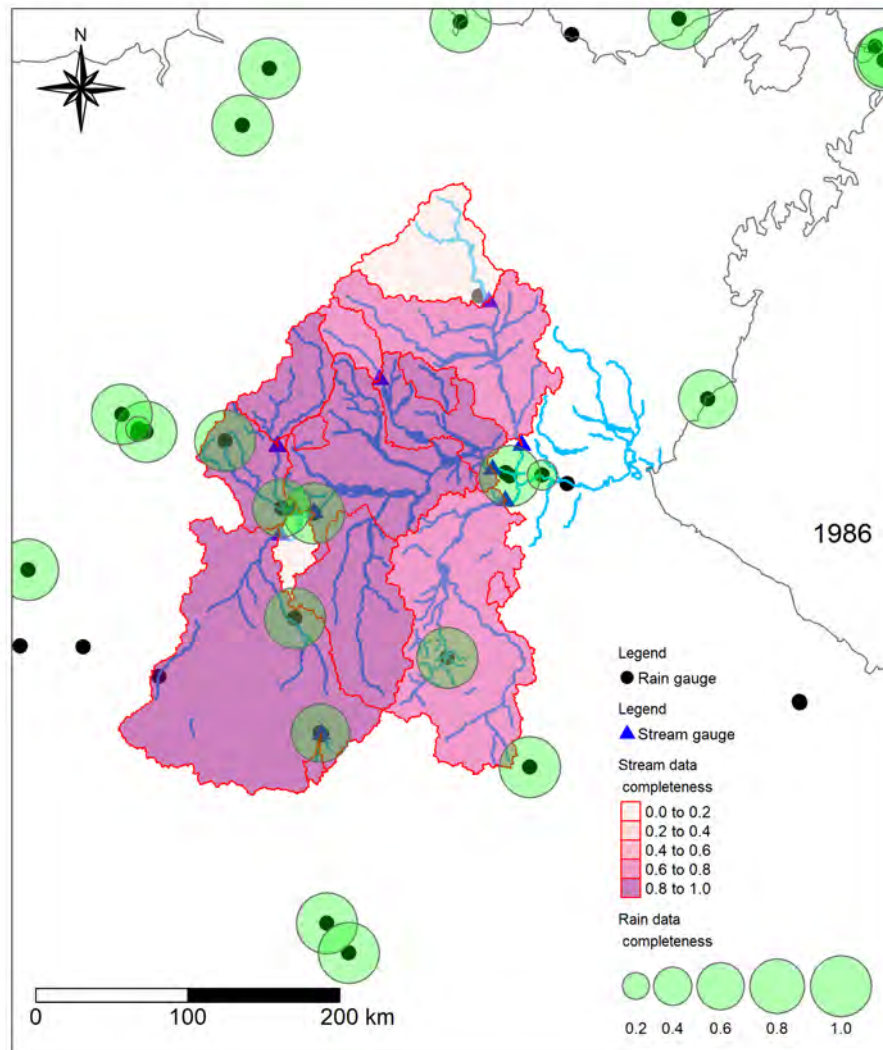 N
1986
Legend
Rain gauge
Legend
Stream gauge
Stream data
completeness
0.0 to 0.2
0.2 to 0.4
0.4 to 0.6
0.6 to 0.8
0.8 to 1.0
Rain data
completeness
0.2 0.4 0.6 0.8 1.0
0 100 200 km